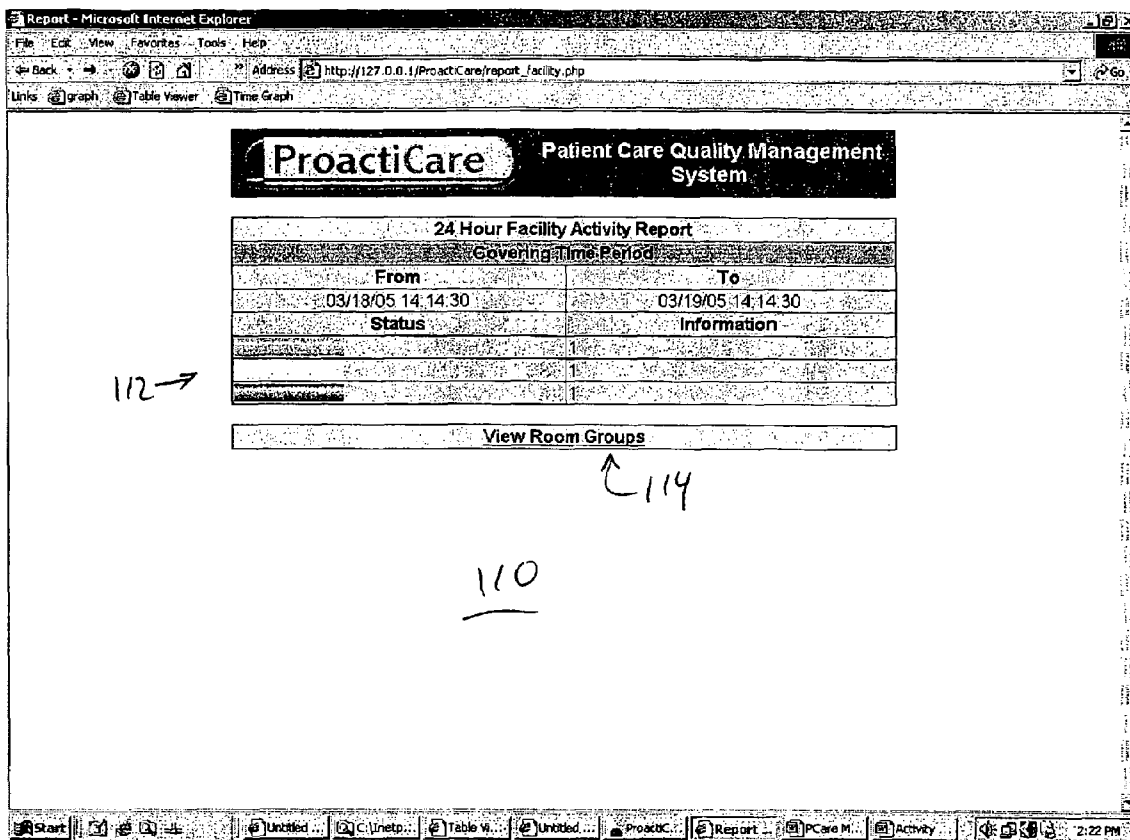 Report - Microsoft Internet Explorer
File Edit View Favorites Tools Help
Back Address http://127.0.0.1/ProactiCare/report_facility.php Go
Links graph Table Viewer Time Graph
ProactiCare Patient Care Quality Management
System
24 Hour Facility Activity Report
Covering Time Period
From To
03/18/05 14:14:30 03/19/05 14:14:30
Status Information
1
1
112
1
View Room Groups
114
110
Start Untitled ... C:\Inetp... Table V... Untitled ... ProactiC... Report ... PCare M... Activity 2:22 PM